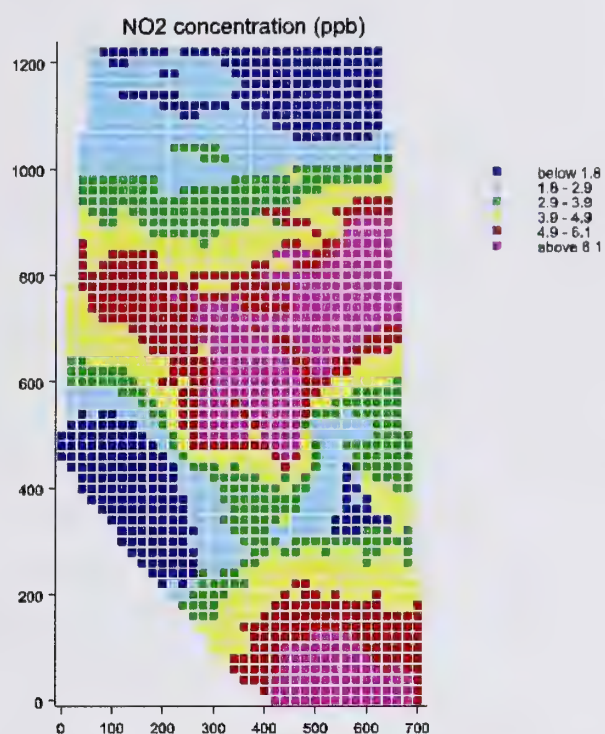 NO2 concentration (ppb)
1200
1000
800
600
400
200
0
0 100 200 300 400 500 600 700
below 1.8
1.8 - 2.9
2.9 - 3.9
3.9 - 4.9
4.9 - 6.1
above 6.1